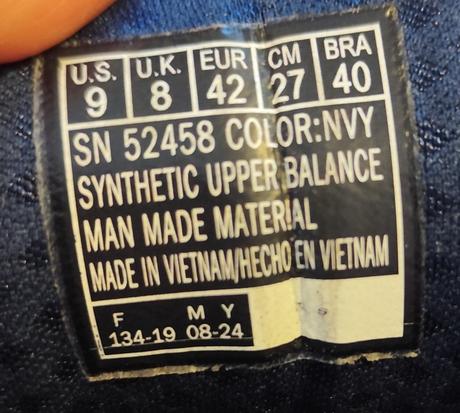 U.S. U.K. EUR CM BRA
9 8 42 27 40
SN 52458 COLOR:NVY
SYNTHETIC UPPER BALANCE
MAN MADE MATERIAL
MADE IN VIETNAM/HECHO EN VIETNAM
F M Y
134-19 08-24